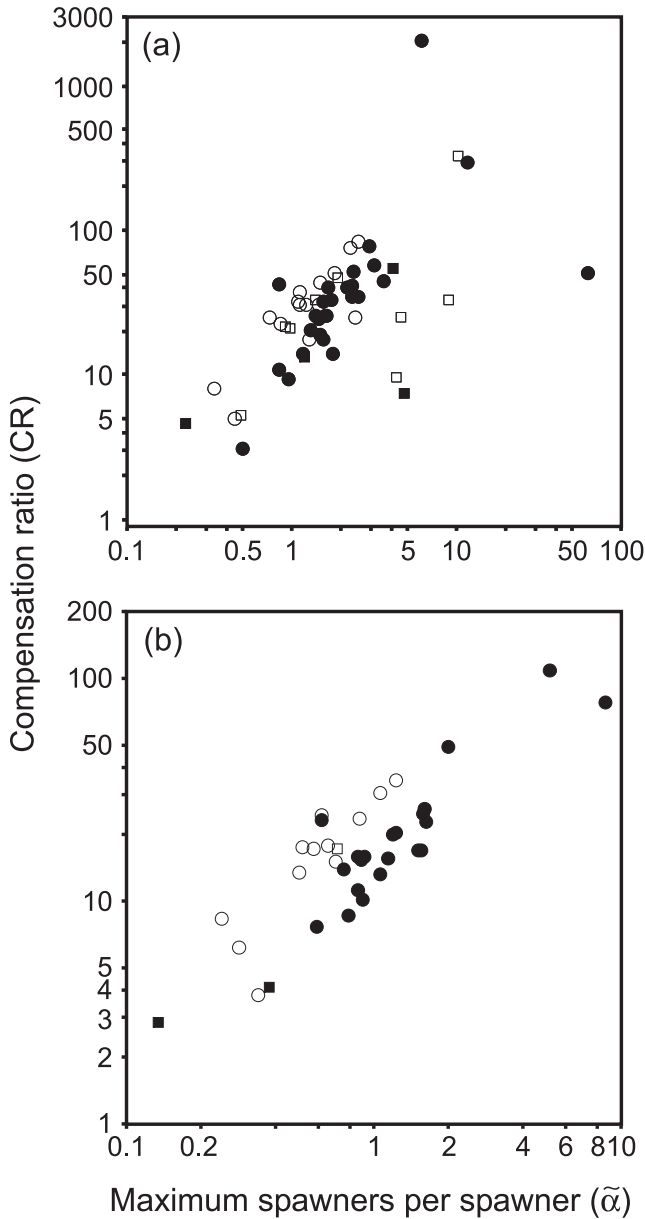 Compensation ratio (CR)
(a)
3000
1000
500
100
50
10
5
1
0.1 0.5 1 5 10 50 100
(b)
200
100
50
10
5
4
3
2
1
0.1 0.2 1 2 4 6 8 10
Maximum spawners per spawner (α̃)